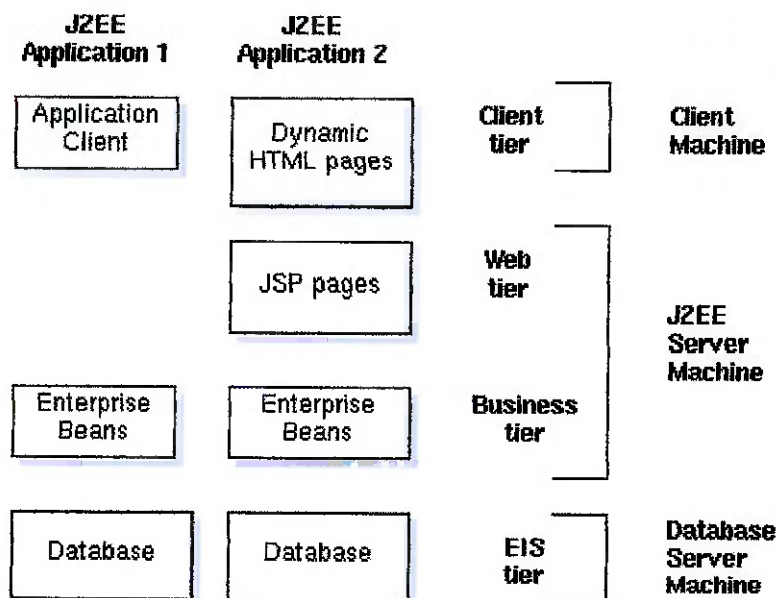 J2EE
Application 1
J2EE
Application 2
Application
Client
Dynamic
HTML pages
Client
tier
Client
Machine
JSP pages
Web
tier
J2EE
Server
Machine
Enterprise
Beans
Enterprise
Beans
Business
tier
Database
Database
EIS
tier
Database
Server
Machine